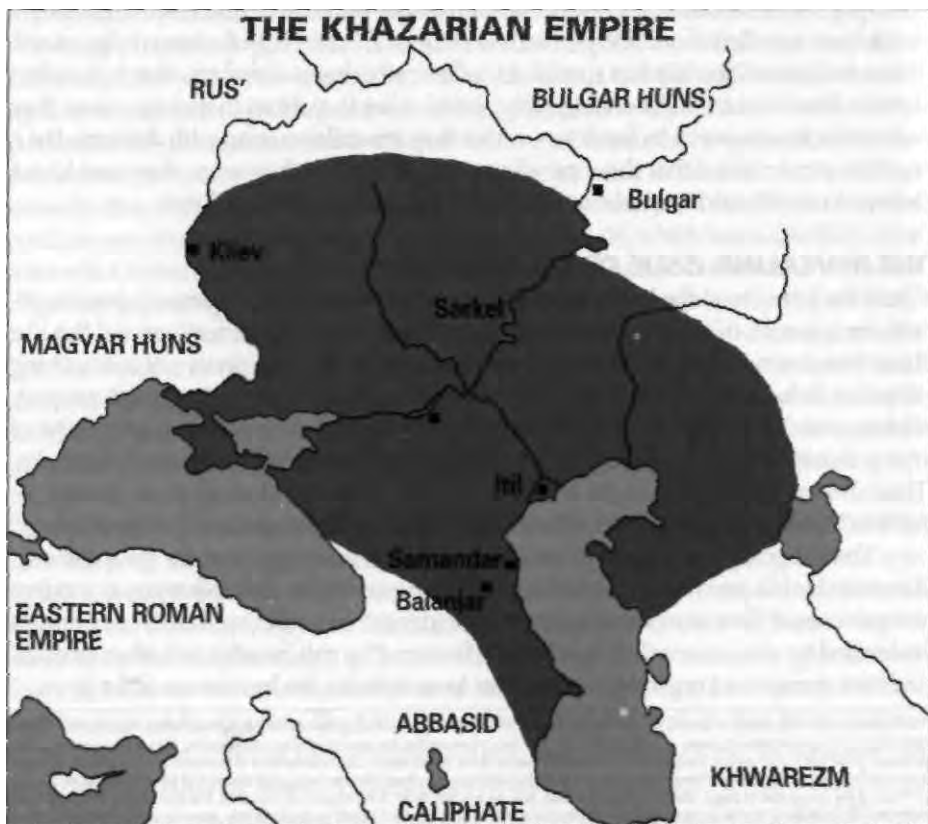 THE KHAZARIAN EMPIRE
RUS'
BULGAR HUNS
Bulgar
Kiev
Sarkel
MAGYAR HUNS
Itil
Samandar
Balanjar
EASTERN ROMAN
EMPIRE
ABBASID
KHWAREZM
CALIPHATE